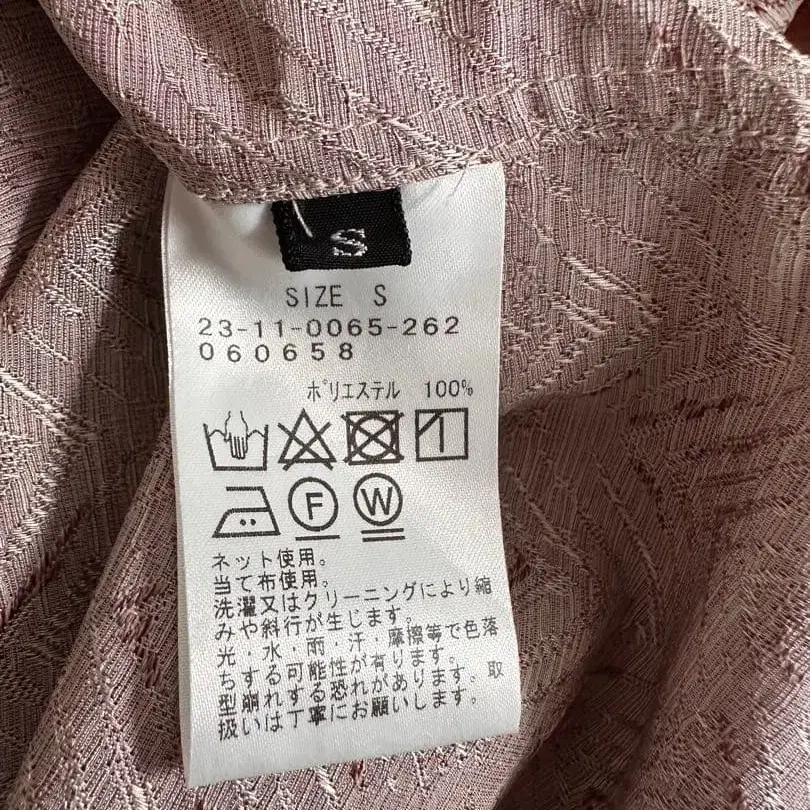 S
SIZE S
23-11-0065-262
060658
ﾎﾟﾘｴｽﾃﾙ 100%
F W
ネット使用。
当て布使用。
洗濯又はクリーニングにより縮
みや斜行が生じます。
光・水・雨・汗・摩擦等で色落
ちする可能性が有ります。
型崩れする恐れがあります。取
扱いは丁寧にお願いします。